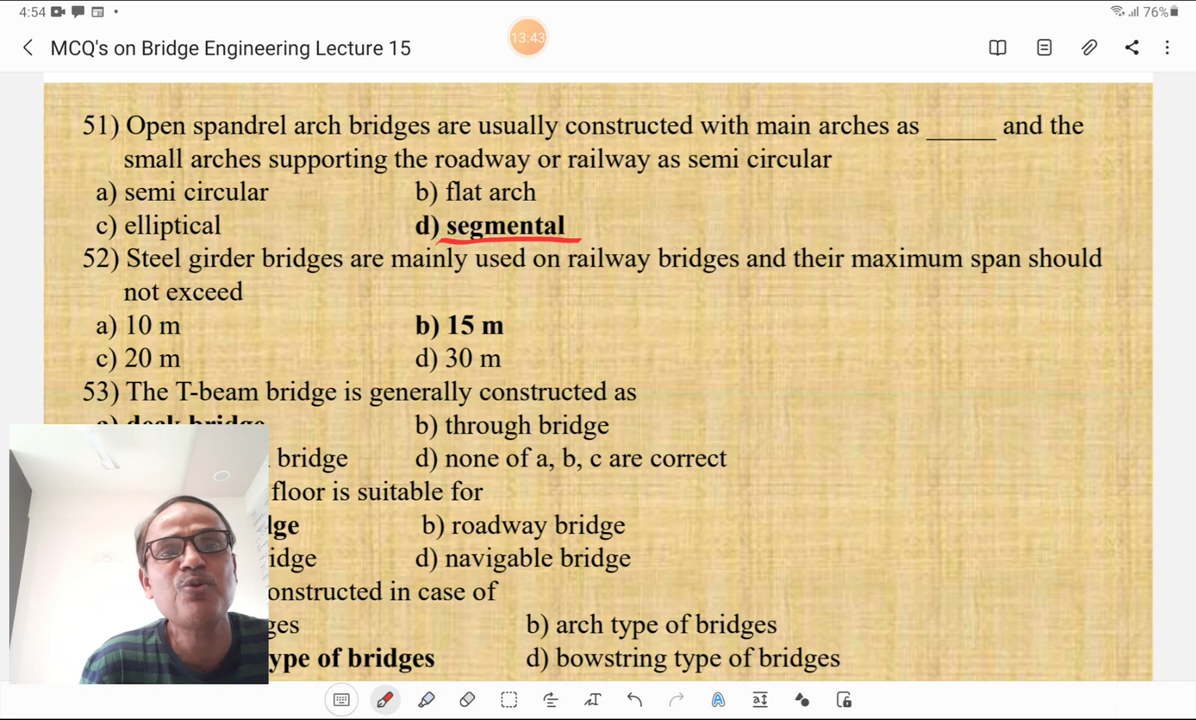 4:54
76%
MCQ's on Bridge Engineering Lecture 15
13:43
51) Open spandrel arch bridges are usually constructed with main arches as _____ and the
small arches supporting the roadway or railway as semi circular
a) semi circular b) flat arch
c) elliptical d) segmental
52) Steel girder bridges are mainly used on railway bridges and their maximum span should
not exceed
a) 10 m b) 15 m
c) 20 m d) 30 m
53) The T-beam bridge is generally constructed as
a) deck bridge b) through bridge
bridge d) none of a, b, c are correct
floor is suitable for
b) roadway bridge
d) navigable bridge
onstructed in case of
b) arch type of bridges
ype of bridges d) bowstring type of bridges